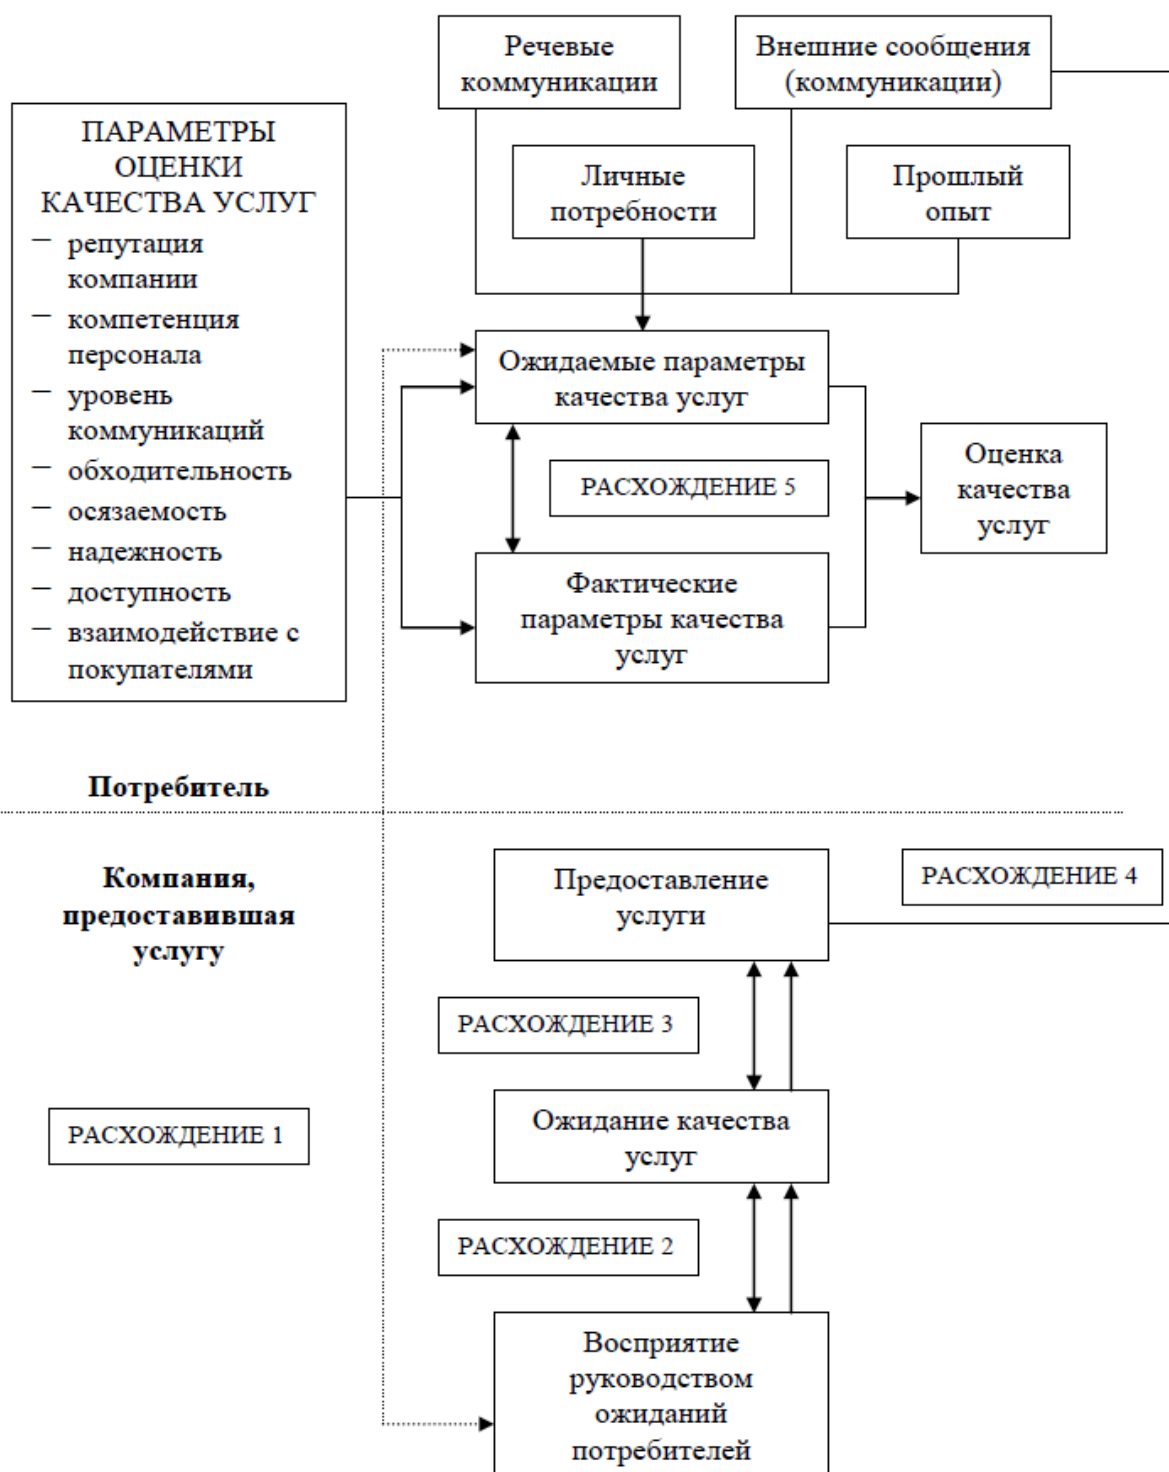 Речевые
коммуникации
Внешние сообщения
(коммуникации)
ПАРАМЕТРЫ
ОЦЕНКИ
КАЧЕСТВА УСЛУГ
– репутация
компании
– компетенция
персонала
– уровень
коммуникаций
– обходительность
– осязаемость
– надежность
– доступность
– взаимодействие с
покупателями
Личные
потребности
Прошлый
опыт
Ожидаемые параметры
качества услуг
РАСХОЖДЕНИЕ 5
Оценка
качества
услуг
Фактические
параметры качества
услуг
Потребитель
Компания,
предоставившая
услугу
Предоставление
услуги
РАСХОЖДЕНИЕ 4
РАСХОЖДЕНИЕ 3
РАСХОЖДЕНИЕ 1
Ожидание качества
услуг
РАСХОЖДЕНИЕ 2
Восприятие
руководством
ожиданий
потребителей